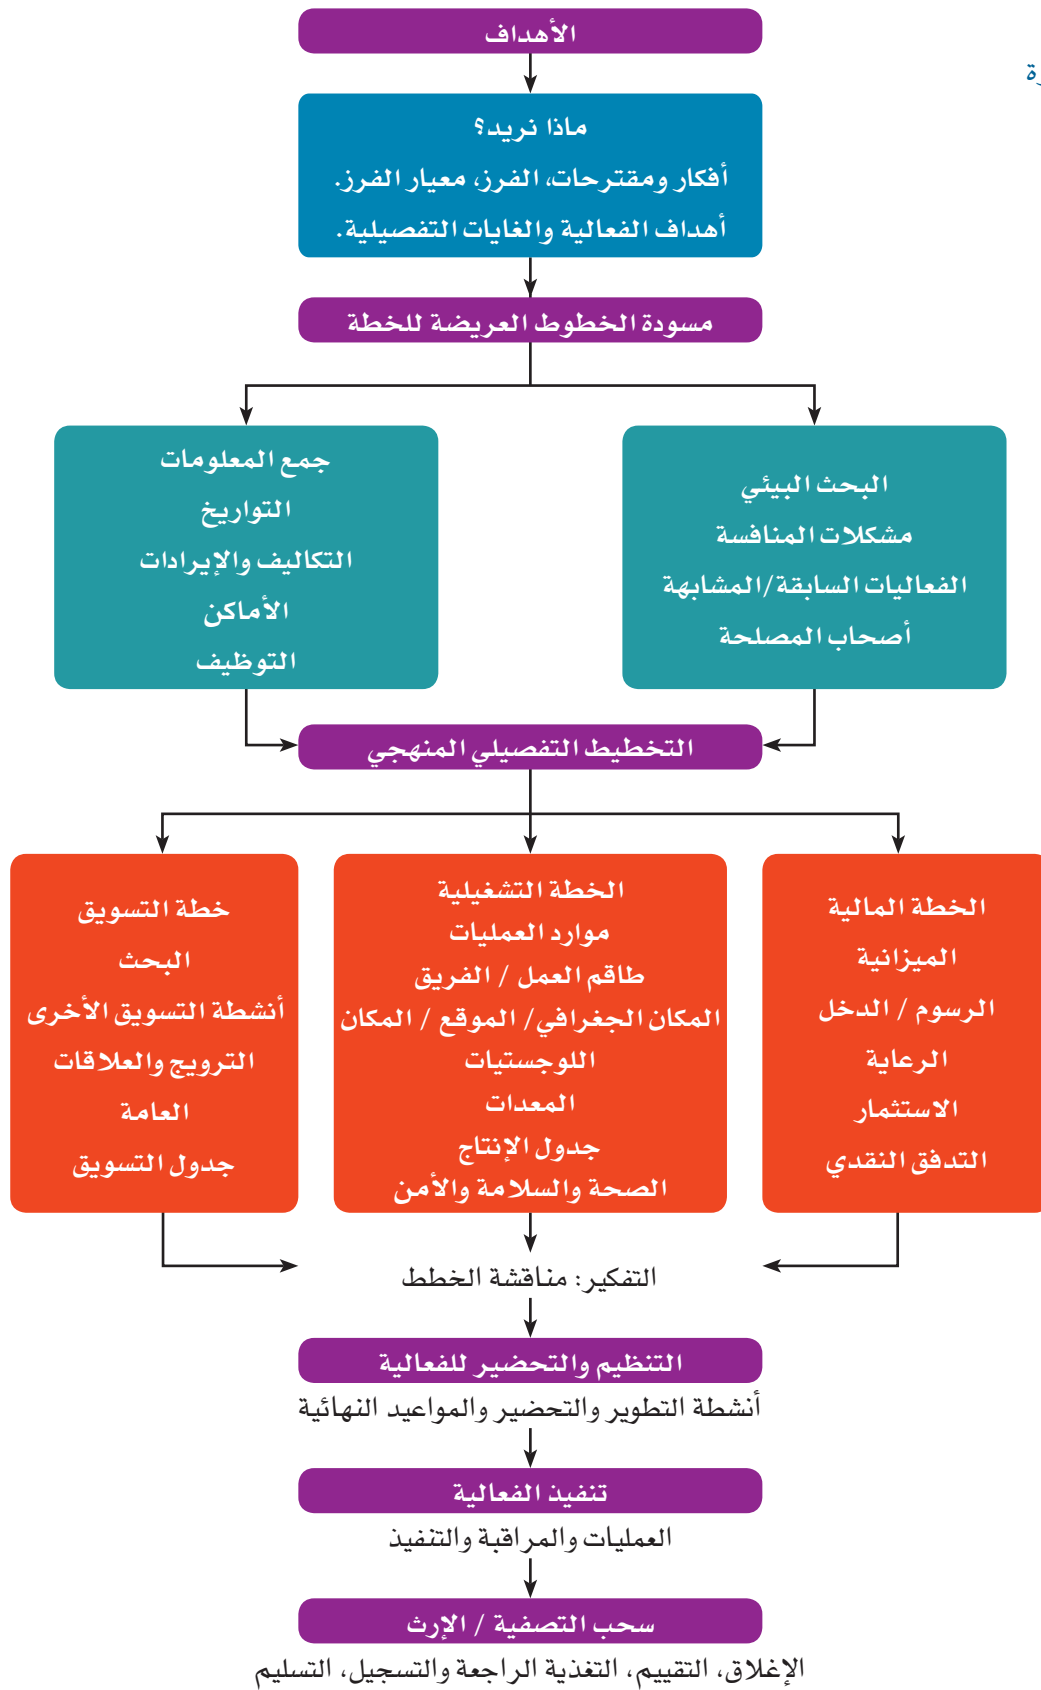 الأهداف
ماذا نريد؟
أفكار ومقترحات، الفرز، معيار الفرز.
أهداف الفعالية والغايات التفصيلية.
مسودة الخطوط العريضة للخطة
البحث البيئي
مشكلات المنافسة
الفعاليات السابقة/المشابهة
أصحاب المصلحة
جمع المعلومات
التواريخ
التكاليف والإيرادات
الأماكن
التوظيف
التخطيط التفصيلي المنهجي
الخطة المالية
الميزانية
الرسوم / الدخل
الرعاية
الاستثمار
التدفق النقدي
الخطة التشغيلية
موارد العمليات
طاقم العمل / الفريق
المكان الجغرافي/ الموقع / المكان
اللوجستيات
المعدات
جدول الإنتاج
الصحة والسلامة والأمن
خطة التسويق
البحث
أنشطة التسويق الأخرى
الترويج والعلاقات
العامة
جدول التسويق
التفكير: مناقشة الخطط
التنظيم والتحضير للفعالية
أنشطة التطوير والتحضير والمواعيد النهائية
تنفيذ الفعالية
العمليات والمراقبة والتنفيذ
سحب التصفية / الإرث
الإغلاق، التقييم، التغذية الراجعة والتسجيل، التسليم